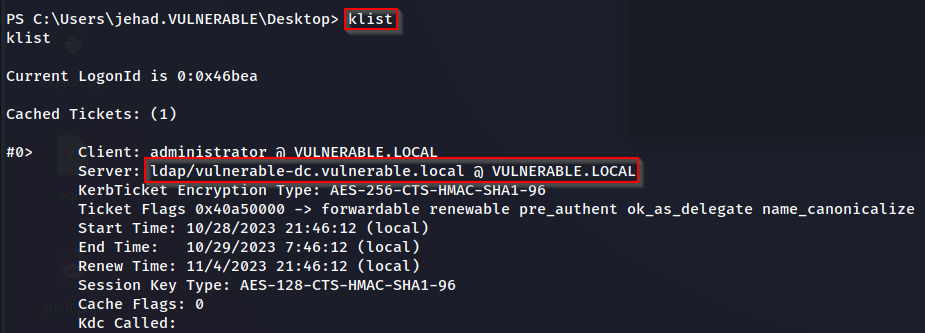 PS C:\Users\jehad.VULNERABLE\Desktop> klist
klist
Current LogonId is 0:0x46bea
Cached Tickets: (1)
#0>     Client: administrator @ VULNERABLE.LOCAL
        Server: ldap/vulnerable-dc.vulnerable.local @ VULNERABLE.LOCAL
        KerbTicket Encryption Type: AES-256-CTS-HMAC-SHA1-96
        Ticket Flags 0x40a50000 -> forwardable renewable pre_authent ok_as_delegate name_canonicalize
        Start Time: 10/28/2023 21:46:12 (local)
        End Time:   10/29/2023 7:46:12 (local)
        Renew Time: 11/4/2023 21:46:12 (local)
        Session Key Type: AES-128-CTS-HMAC-SHA1-96
        Cache Flags: 0
        Kdc Called: